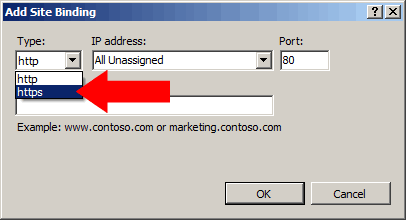 Add Site Binding
Type: IP address: Port:
http All Unassigned 80
http
https
Example: www.contoso.com or marketing.contoso.com
OK Cancel